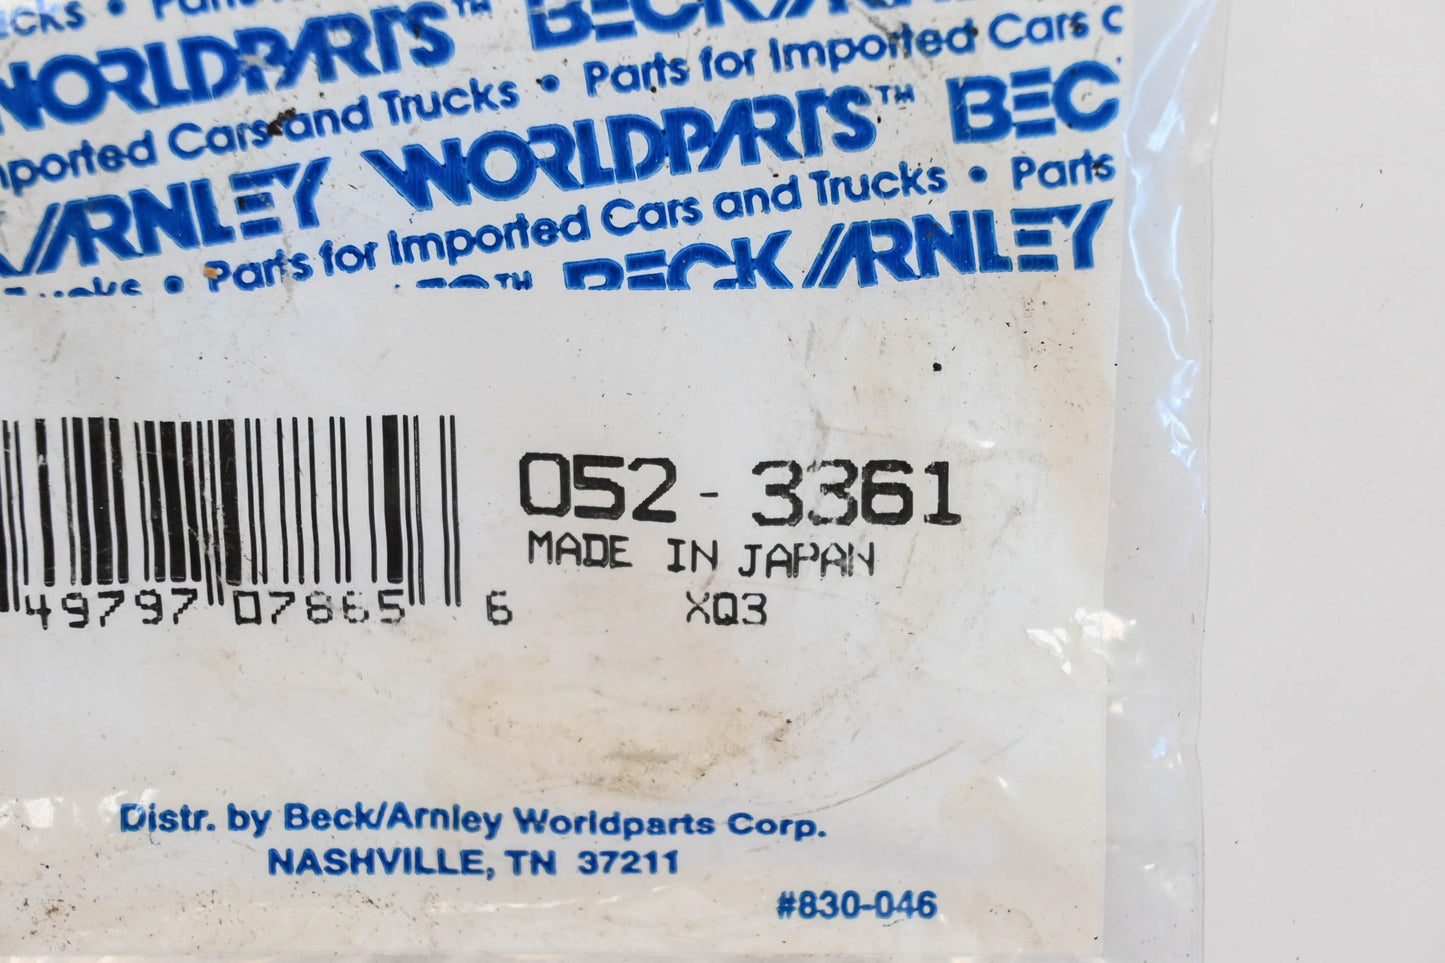 WORLDPARTS™ BECK/ARNLEY
Imported Cars and Trucks • Parts for Imported Cars
/ARNLEY WORLDPARTS™ BEC
Trucks • Parts for Imported Cars and Trucks • Parts
™ BECK/ARNLEY
052-3361
MADE IN JAPAN
49797 07865 6 XQ3
Distr. by Beck/Arnley Worldparts Corp.
NASHVILLE, TN 37211
#830-046